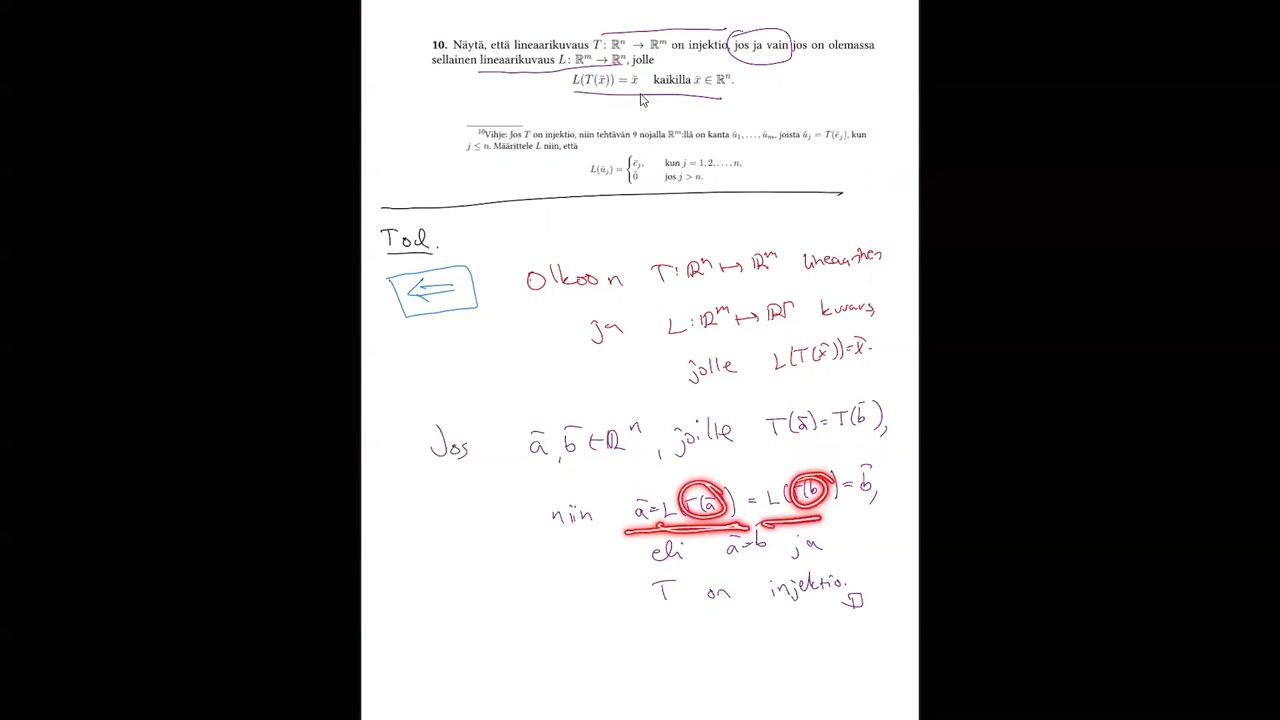 10. Näytä, että lineaarikuvaus T: ℝⁿ → ℝᵐ on injektio, jos ja vain jos on olemassa
sellainen lineaarikuvaus L: ℝᵐ → ℝⁿ, jolle
L(T(x̄)) = x̄ kaikilla x̄ ∈ ℝⁿ.
¹⁰Vihje: Jos T on injektio, niin tehtävän 9 nojalla ℝᵐ:llä on kanta ū₁, . . . , ūₘ, joista ūⱼ = T(ēⱼ), kun
j ≤ n. Määrittele L niin, että
L(ūⱼ) = { ēⱼ, kun j = 1, 2, . . . , n,
0̄ jos j > n.
Tod.
⇐ Olkoon T: ℝⁿ ↦ ℝᵐ lineaarinen
ja L: ℝᵐ ↦ ℝⁿ kuvaus,
jolle L(T(x̄))=x̄.
Jos ā, b̄ ∈ ℝⁿ, joille T(ā)=T(b̄),
niin ā=L(T(ā)) = L(T(b)) = b̄,
eli ā=b ja
T on injektio. □